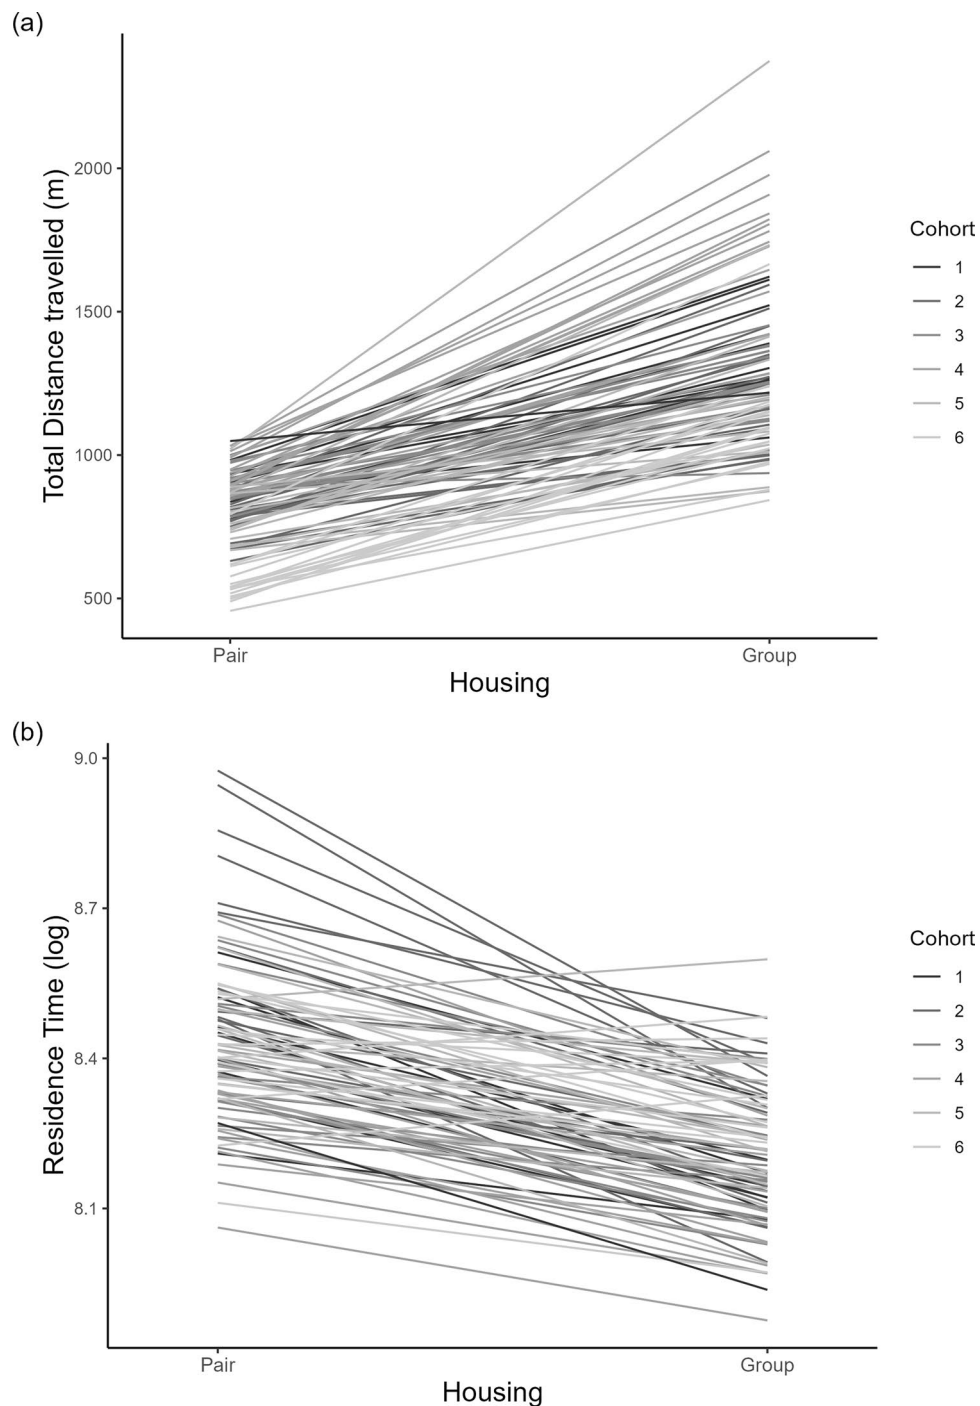 (a)
Total Distance travelled (m)
2000
1500
1000
500
Pair
Group
Housing
Cohort
1
2
3
4
5
6
(b)
Residence Time (log)
9.0
8.7
8.4
8.1
Pair
Group
Housing
Cohort
1
2
3
4
5
6